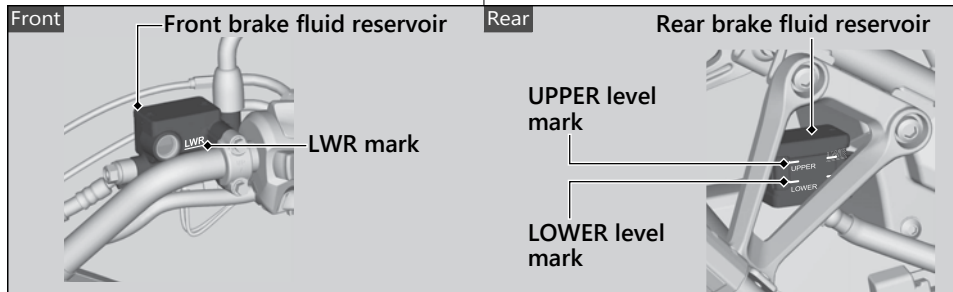 Front
Front brake fluid reservoir
LWR
LWR mark
Rear
Rear brake fluid reservoir
UPPER level
mark
UPPER
LOWER
LOWER level
mark